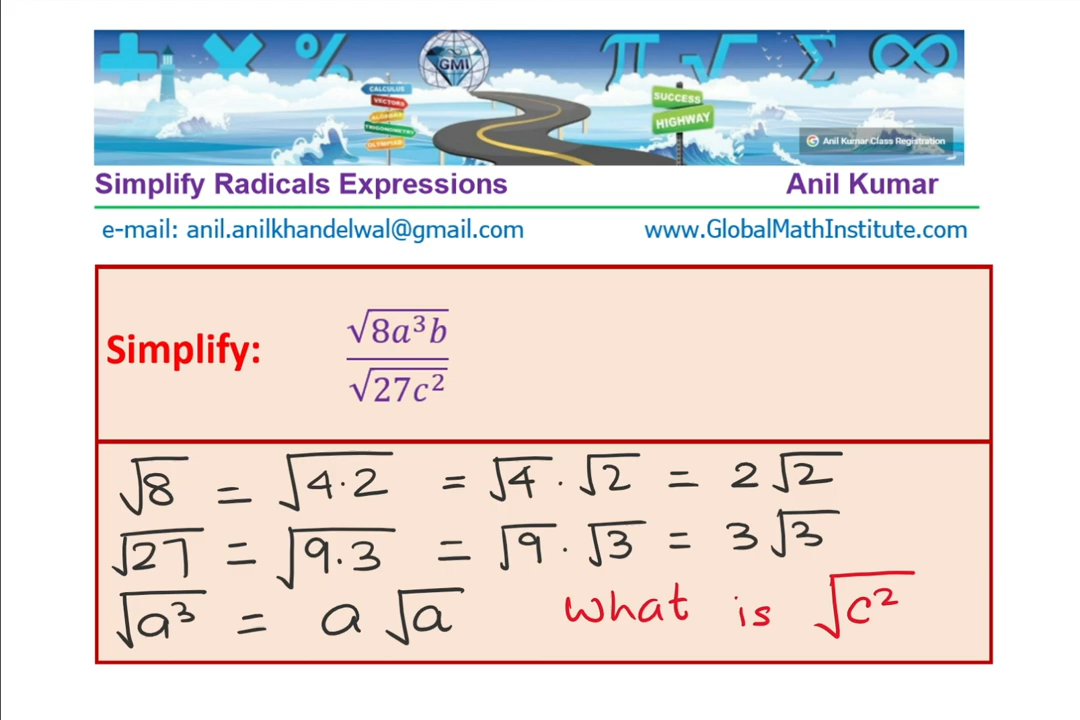 + × % GMI π √ Σ ∞
CALCULUS
VECTORS
ALGEBRA
TRIGONOMETRY
OLYMPIAD
SUCCESS
HIGHWAY
G Anil Kumar Class Registration
Simplify Radicals Expressions Anil Kumar
e-mail: anil.anilkhandelwal@gmail.com www.GlobalMathInstitute.com
Simplify: √8a³b / √27c²
√8 = √4·2 = √4 · √2 = 2√2
√27 = √9·3 = √9 · √3 = 3√3
√a³ = a√a what is √c²